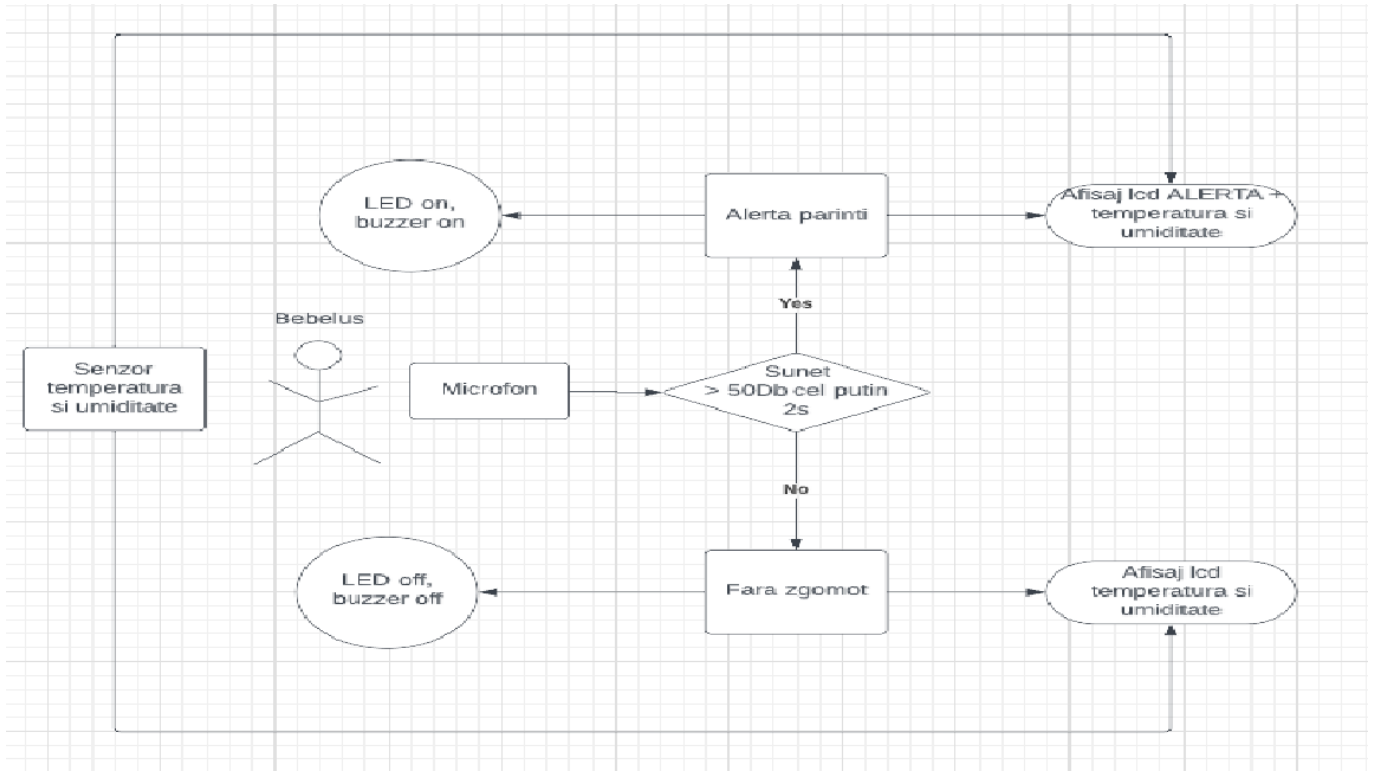 LED on,
buzzer on
Alerta parinti
Afisaj lcd ALERTA +
temperatura si
umiditate
Yes
Bebelus
Senzor
temperatura
si umiditate
Microfon
Sunet
> 50Db cel putin
2s
No
LED off,
buzzer off
Fara zgomot
Afisaj lcd
temperatura si
umiditate